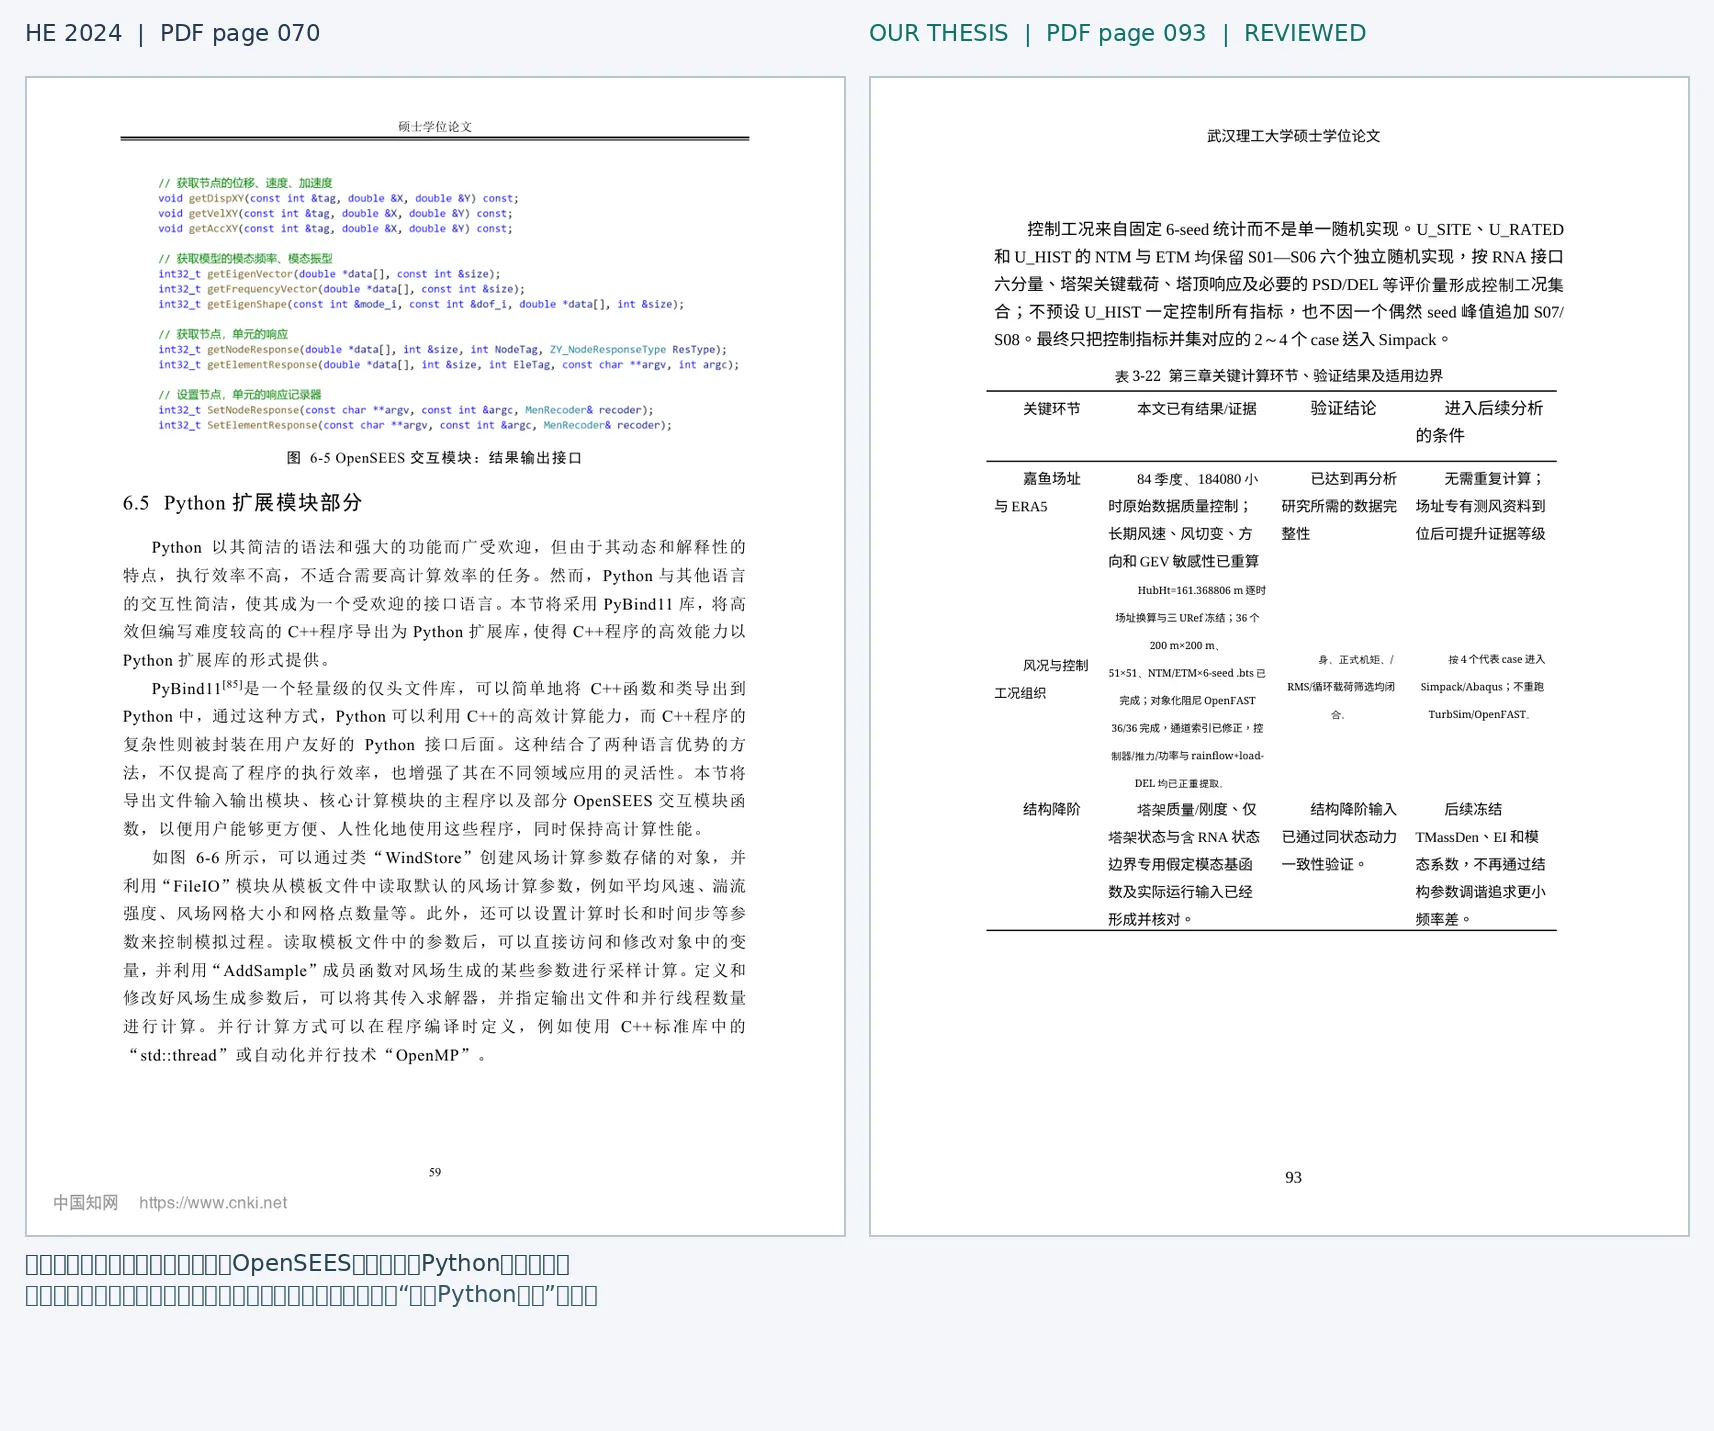 HE 2024 | PDF page 070
硕士学位论文
// 获取节点的位移、速度、加速度
void getDispXY(const int &tag, double &X, double &Y) const;
void getVelXY(const int &tag, double &X, double &Y) const;
void getAccXY(const int &tag, double &X, double &Y) const;
// 获取模型的模态频率、模态振型
int32_t getEigenVector(double *data[], const int &size);
int32_t getFrequencyVector(double *data[], const int &size);
int32_t getEigenShape(const int &mode_i, const int &dof_i, double *data[], int &size);
// 获取节点，单元的响应
int32_t getNodeResponse(double *data[], int &size, int NodeTag, ZY_NodeResponseType ResType);
int32_t getElementResponse(double *data[], int &size, int EleTag, const char **argv, int argc);
// 设置节点，单元的响应记录器
int32_t SetNodeResponse(const char **argv, const int &argc, MenRecoder& recoder);
int32_t SetElementResponse(const char **argv, const int &argc, MenRecoder& recoder);
图 6-5 OpenSEES 交互模块：结果输出接口
6.5 Python 扩展模块部分
Python 以其简洁的语法和强大的功能而广受欢迎，但由于其动态和解释性的
特点，执行效率不高，不适合需要高计算效率的任务。然而，Python 与其他语言
的交互性简洁，使其成为一个受欢迎的接口语言。本节将采用 PyBind11 库，将高
效但编写难度较高的 C++程序导出为 Python 扩展库，使得 C++程序的高效能力以
Python 扩展库的形式提供。
PyBind11[85]是一个轻量级的仅头文件库，可以简单地将 C++函数和类导出到
Python 中，通过这种方式，Python 可以利用 C++的高效计算能力，而 C++程序的
复杂性则被封装在用户友好的 Python 接口后面。这种结合了两种语言优势的方
法，不仅提高了程序的执行效率，也增强了其在不同领域应用的灵活性。本节将
导出文件输入输出模块、核心计算模块的主程序以及部分 OpenSEES 交互模块函
数，以便用户能够更方便、人性化地使用这些程序，同时保持高计算性能。
如图 6-6 所示，可以通过类“WindStore”创建风场计算参数存储的对象，并
利用“FileIO”模块从模板文件中读取默认的风场计算参数，例如平均风速、湍流
强度、风场网格大小和网格点数量等。此外，还可以设置计算时长和时间步等参
数来控制模拟过程。读取模板文件中的参数后，可以直接访问和修改对象中的变
量，并利用“AddSample”成员函数对风场生成的某些参数进行采样计算。定义和
修改好风场生成参数后，可以将其传入求解器，并指定输出文件和并行线程数量
进行计算。并行计算方式可以在程序编译时定义，例如使用 C++标准库中的
“std::thread”或自动化并行技术“OpenMP”。
59
中国知网 https://www.cnki.net
OUR THESIS | PDF page 093 | REVIEWED
武汉理工大学硕士学位论文
控制工况来自固定 6-seed 统计而不是单一随机实现。U_SITE、U_RATED
和 U_HIST 的 NTM 与 ETM 均保留 S01—S06 六个独立随机实现，按 RNA 接口
六分量、塔架关键载荷、塔顶响应及必要的 PSD/DEL 等评价量形成控制工况集
合；不预设 U_HIST 一定控制所有指标，也不因一个偶然 seed 峰值追加 S07/
S08。最终只把控制指标并集对应的 2～4 个 case 送入 Simpack。
表 3-22 第三章关键计算环节、验证结果及适用边界
关键环节 本文已有结果/证据 验证结论 进入后续分析
的条件
嘉鱼场址 84 季度、184080 小 已达到再分析 无需重复计算；
与 ERA5 时原始数据质量控制； 研究所需的数据完 场址专有测风资料到
长期风速、风切变、方 整性 位后可提升证据等级
向和 GEV 敏感性已重算
HubHt=161.368806 m 逐时
场址换算与三 URef 冻结；36 个
200 m×200 m、
风况与控制 51×51、NTM/ETM×6-seed .bts 已 身、正式机矩、/ 按 4 个代表 case 进入
工况组织 完成；对象化阻尼 OpenFAST RMS/循环载荷筛选均闭 Simpack/Abaqus；不重跑
36/36 完成，通道索引已修正，控 合。 TurbSim/OpenFAST。
制器/推力/功率与 rainflow+load-
DEL 均已正重提取。
结构降阶 塔架质量/刚度、仅 结构降阶输入 后续冻结
塔架状态与含 RNA 状态 已通过同状态动力 TMassDen、EI 和模
边界专用假定模态基函 一致性验证。 态系数，不再通过结
数及实际运行输入已经 构参数调谐追求更小
形成并核对。 频率差。
93
OpenSEES Python
“ Python ”